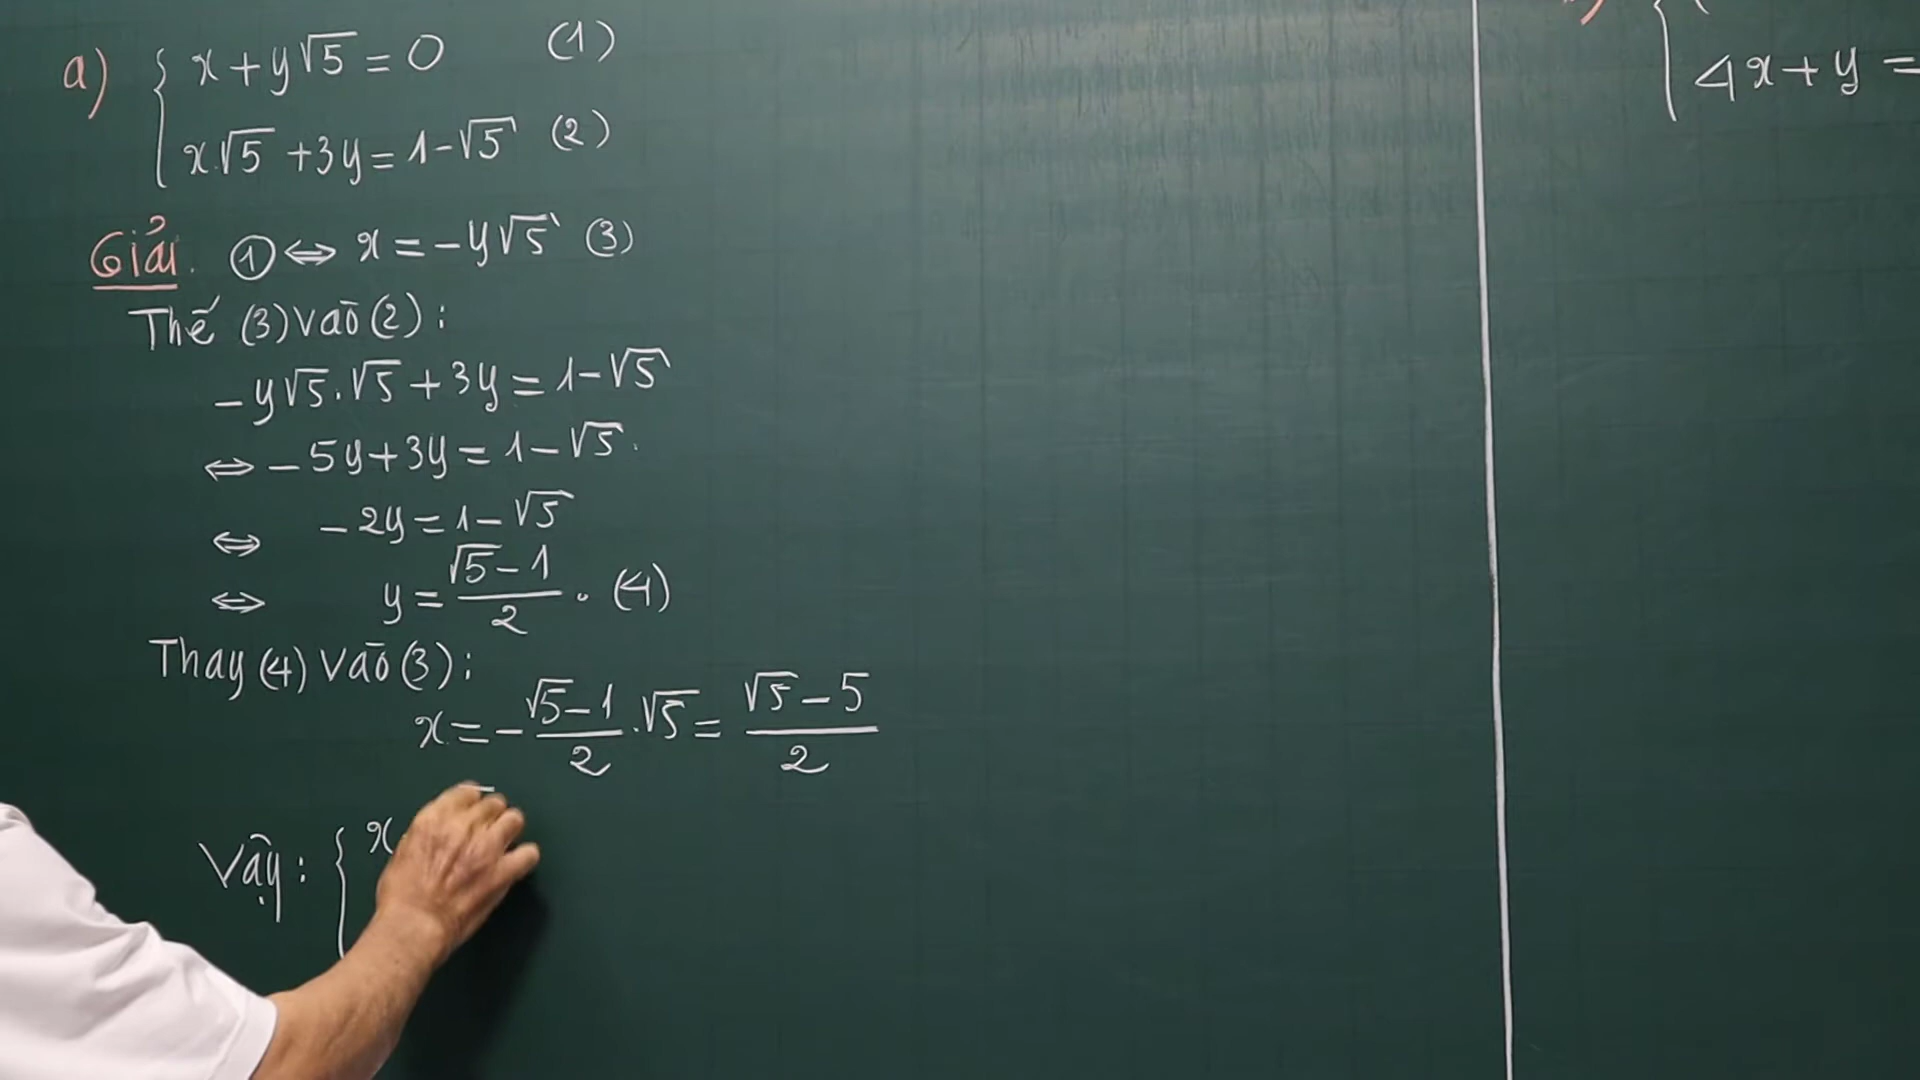 a) { x + y√5 = 0 (1)
x.√5 + 3y = 1 - √5 (2)
Giải. ① ⇔ x = -y√5 (3)
Thế (3) vào (2):
-y√5.√5 + 3y = 1 - √5
⇔ -5y + 3y = 1 - √5.
⇔ -2y = 1 - √5
⇔ y = (√5 - 1)/2 . (4)
Thay (4) vào (3):
x = - (√5 - 1)/2 . √5 = (√5 - 5)/2
Vậy: { x
4x + y =